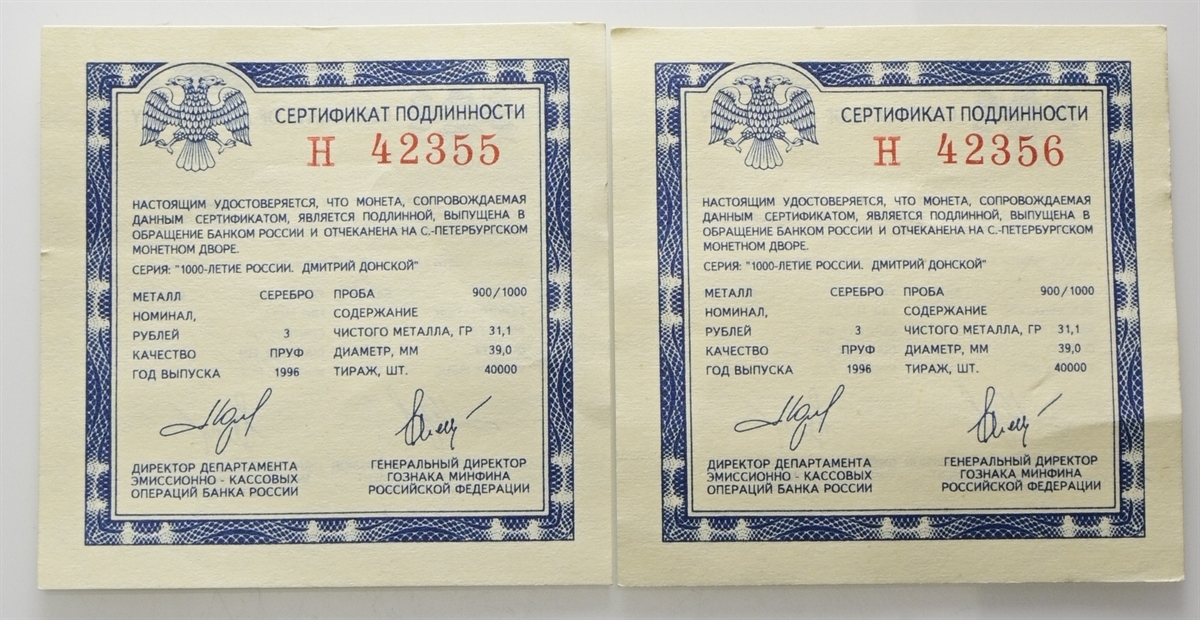 СЕРТИФИКАТ ПОДЛИННОСТИ
Н 42355
НАСТОЯЩИМ УДОСТОВЕРЯЕТСЯ, ЧТО МОНЕТА, СОПРОВОЖДАЕМАЯ
ДАННЫМ СЕРТИФИКАТОМ, ЯВЛЯЕТСЯ ПОДЛИННОЙ, ВЫПУЩЕНА В
ОБРАЩЕНИЕ БАНКОМ РОССИИ И ОТЧЕКАНЕНА НА С.-ПЕТЕРБУРГСКОМ
МОНЕТНОМ ДВОРЕ.
СЕРИЯ: "1000-ЛЕТИЕ РОССИИ. ДМИТРИЙ ДОНСКОЙ"
МЕТАЛЛ СЕРЕБРО ПРОБА 900/1000
НОМИНАЛ, СОДЕРЖАНИЕ
РУБЛЕЙ 3 ЧИСТОГО МЕТАЛЛА, ГР 31,1
КАЧЕСТВО ПРУФ ДИАМЕТР, ММ 39,0
ГОД ВЫПУСКА 1996 ТИРАЖ, ШТ. 40000
ДИРЕКТОР ДЕПАРТАМЕНТА
ЭМИССИОННО - КАССОВЫХ
ОПЕРАЦИЙ БАНКА РОССИИ
ГЕНЕРАЛЬНЫЙ ДИРЕКТОР
ГОЗНАКА МИНФИНА
РОССИЙСКОЙ ФЕДЕРАЦИИ
СЕРТИФИКАТ ПОДЛИННОСТИ
Н 42356
НАСТОЯЩИМ УДОСТОВЕРЯЕТСЯ, ЧТО МОНЕТА, СОПРОВОЖДАЕМАЯ
ДАННЫМ СЕРТИФИКАТОМ, ЯВЛЯЕТСЯ ПОДЛИННОЙ, ВЫПУЩЕНА В
ОБРАЩЕНИЕ БАНКОМ РОССИИ И ОТЧЕКАНЕНА НА С.-ПЕТЕРБУРГСКОМ
МОНЕТНОМ ДВОРЕ.
СЕРИЯ: "1000-ЛЕТИЕ РОССИИ. ДМИТРИЙ ДОНСКОЙ"
МЕТАЛЛ СЕРЕБРО ПРОБА 900/1000
НОМИНАЛ, СОДЕРЖАНИЕ
РУБЛЕЙ 3 ЧИСТОГО МЕТАЛЛА, ГР 31,1
КАЧЕСТВО ПРУФ ДИАМЕТР, ММ 39,0
ГОД ВЫПУСКА 1996 ТИРАЖ, ШТ. 40000
ДИРЕКТОР ДЕПАРТАМЕНТА
ЭМИССИОННО - КАССОВЫХ
ОПЕРАЦИЙ БАНКА РОССИИ
ГЕНЕРАЛЬНЫЙ ДИРЕКТОР
ГОЗНАКА МИНФИНА
РОССИЙСКОЙ ФЕДЕРАЦИИ